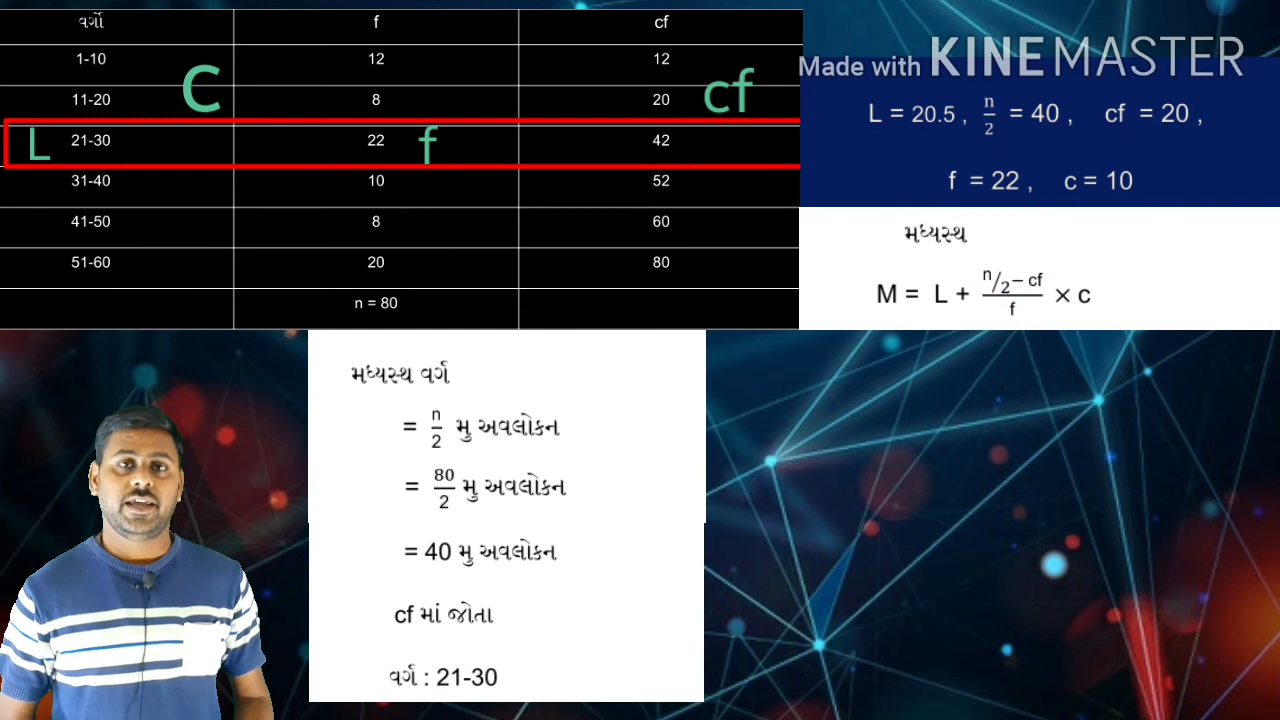 વર્ગો f cf
1-10 12 12
C
11-20 8 20 cf
L 21-30 22 f 42
31-40 10 52
41-50 8 60
51-60 20 80
n = 80
Made with KINEMASTER
L = 20.5 , n/2 = 40 , cf = 20 ,
f = 22 , c = 10
મધ્યસ્થ
M = L + (n/2 − cf)/f × c
મધ્યસ્થ વર્ગ
= n/2 મુ અવલોકન
= 80/2 મુ અવલોકન
= 40 મુ અવલોકન
cf માં જોતા
વર્ગ : 21-30